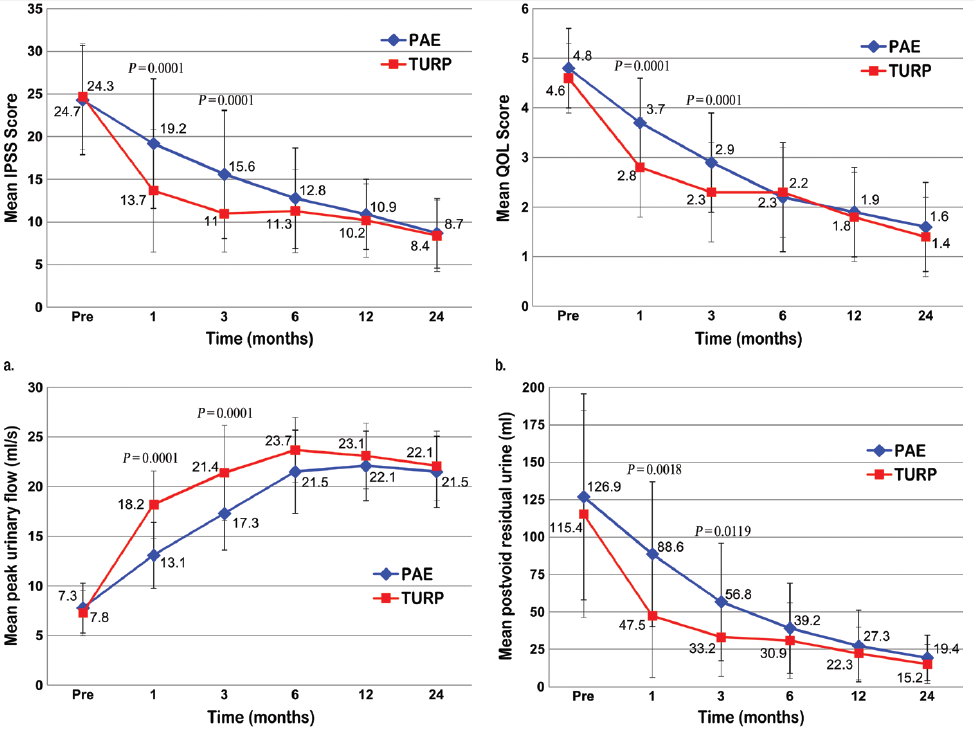 35
30
25
20
15
10
5
0
Mean IPSS Score
PAE
TURP
P=0.0001
P=0.0001
24.3
24.7
19.2
13.7
15.6
11
12.8
11.3
10.9
10.2
8.7
8.4
Pre 1 3 6 12 24
Time (months)
a.
6
5
4
3
2
1
0
Mean QOL Score
PAE
TURP
P=0.0001
P=0.0001
4.8
4.6
3.7
2.8
2.9
2.3
2.2
2.3
1.9
1.8
1.6
1.4
Pre 1 3 6 12 24
Time (months)
b.
30
25
20
15
10
5
0
Mean peak urinary flow (ml/s)
P=0.0001
P=0.0001
7.3
7.8
18.2
13.1
21.4
17.3
23.7
21.5
23.1
22.1
22.1
21.5
PAE
TURP
Pre 1 3 6 12 24
Time (months)
200
175
150
125
100
75
50
25
0
Mean postvoid residual urine (ml)
PAE
TURP
P=0.0018
P=0.0119
126.9
115.4
88.6
47.5
56.8
33.2
39.2
30.9
27.3
22.3
19.4
15.2
Pre 1 3 6 12 24
Time (months)